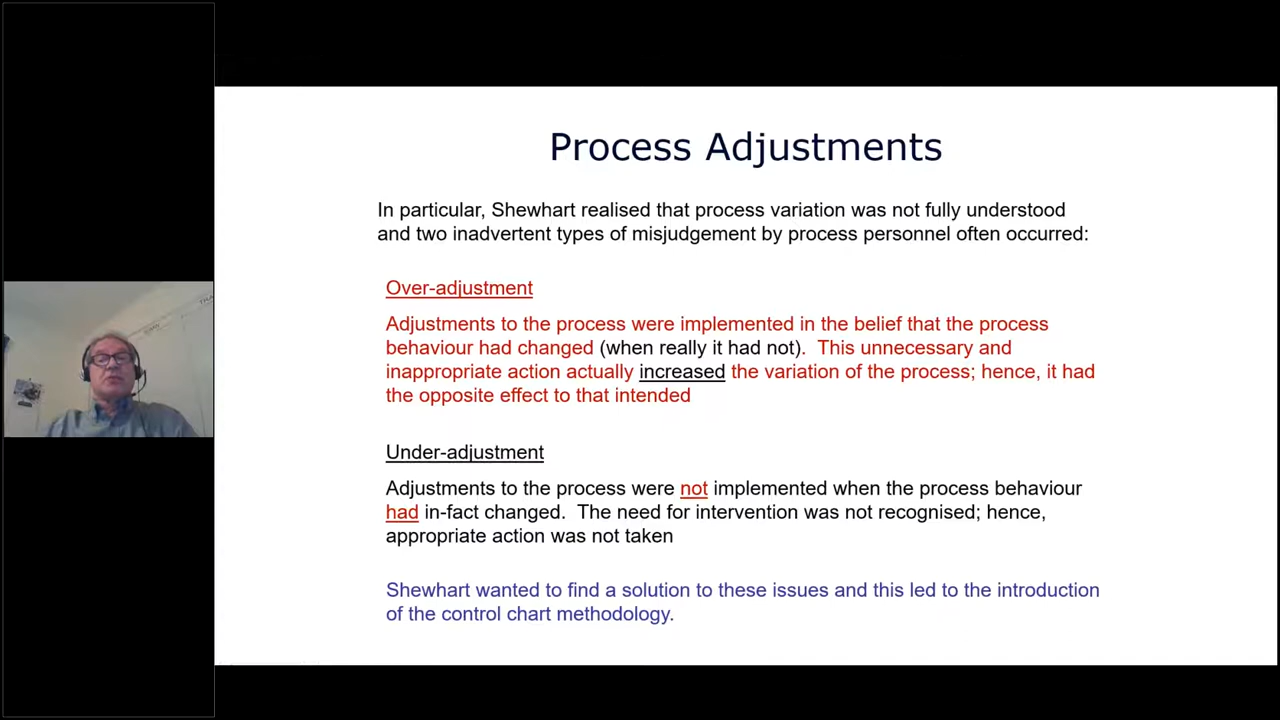 Process Adjustments
In particular, Shewhart realised that process variation was not fully understood
and two inadvertent types of misjudgement by process personnel often occurred:
Over-adjustment
Adjustments to the process were implemented in the belief that the process
behaviour had changed (when really it had not). This unnecessary and
inappropriate action actually increased the variation of the process; hence, it had
the opposite effect to that intended
Under-adjustment
Adjustments to the process were not implemented when the process behaviour
had in-fact changed. The need for intervention was not recognised; hence,
appropriate action was not taken
Shewhart wanted to find a solution to these issues and this led to the introduction
of the control chart methodology.